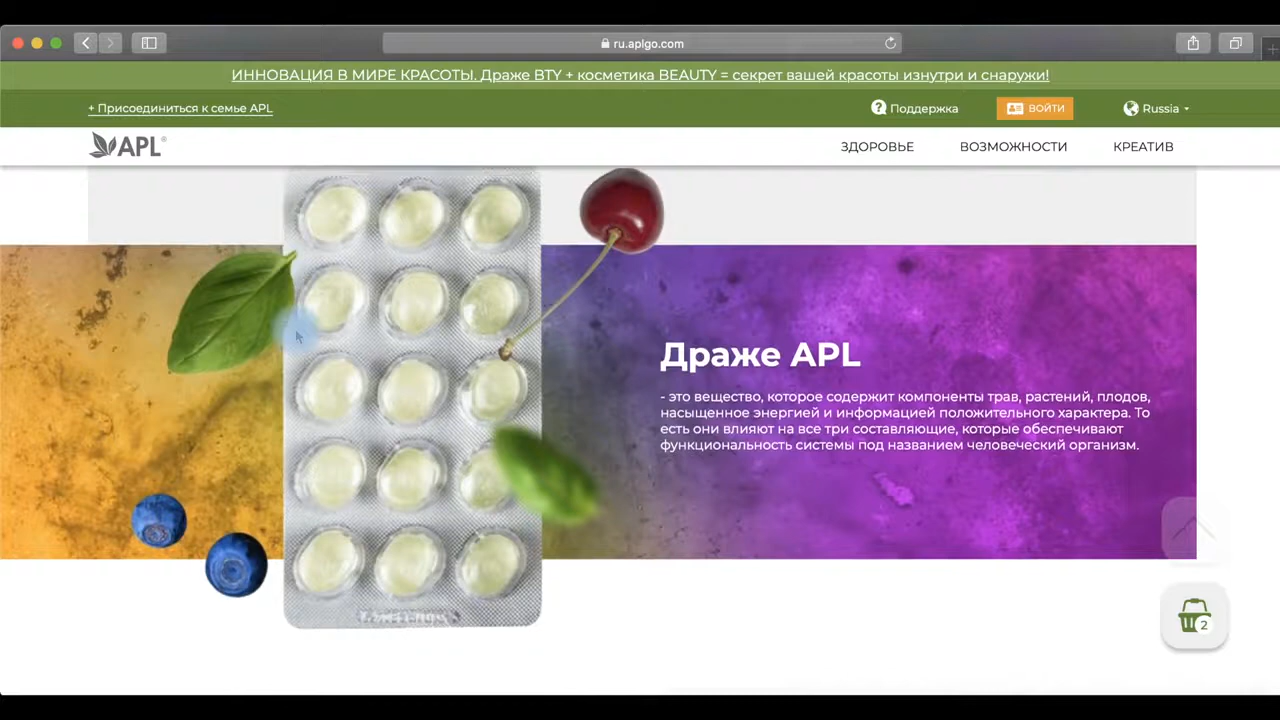 ru.aplgo.com
ИННОВАЦИЯ В МИРЕ КРАСОТЫ. Драже BTY + косметика BEAUTY = секрет вашей красоты изнутри и снаружи!
+ Присоединиться к семье APL
Поддержка
ВОЙТИ
Russia
APL®
ЗДОРОВЬЕ
ВОЗМОЖНОСТИ
КРЕАТИВ
Драже APL
- это вещество, которое содержит компоненты трав, растений, плодов,
насыщенное энергией и информацией положительного характера. То
есть они влияют на все три составляющие, которые обеспечивают
функциональность системы под названием человеческий организм.
2